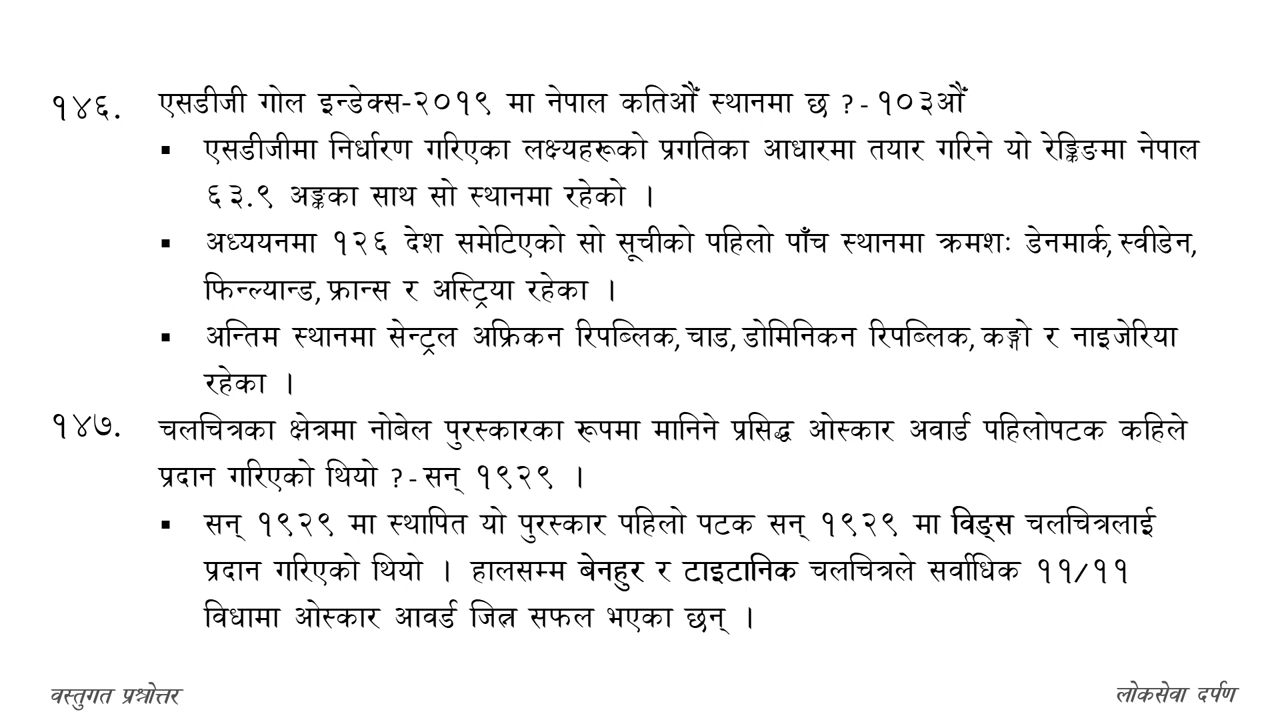 १४६. एसडीजी गोल इन्डेक्स-२०१९ मा नेपाल कतिऔं स्थानमा छ ? - १०३औं
▪ एसडीजीमा निर्धारण गरिएका लक्ष्यहरूको प्रगतिका आधारमा तयार गरिने यो रेङ्किङमा नेपाल
६३.९ अङ्कका साथ सो स्थानमा रहेको ।
▪ अध्ययनमा १२६ देश समेटिएको सो सूचीको पहिलो पाँच स्थानमा क्रमशः डेनमार्क, स्वीडेन,
फिन्ल्यान्ड, फ्रान्स र अस्ट्रिया रहेका ।
▪ अन्तिम स्थानमा सेन्ट्रल अफ्रिकन रिपब्लिक, चाड, डोमिनिकन रिपब्लिक, कङ्गो र नाइजेरिया
रहेका ।
१४७. चलचित्रका क्षेत्रमा नोबेल पुरस्कारका रूपमा मानिने प्रसिद्ध ओस्कार अवार्ड पहिलोपटक कहिले
प्रदान गरिएको थियो ? - सन् १९२९ ।
▪ सन् १९२९ मा स्थापित यो पुरस्कार पहिलो पटक सन् १९२९ मा विङ्स चलचित्रलाई
प्रदान गरिएको थियो । हालसम्म बेनहुर र टाइटानिक चलचित्रले सर्वाधिक ११/११
विधामा ओस्कार आवर्ड जित्न सफल भएका छन् ।
वस्तुगत प्रश्नोत्तर
लोकसेवा दर्पण